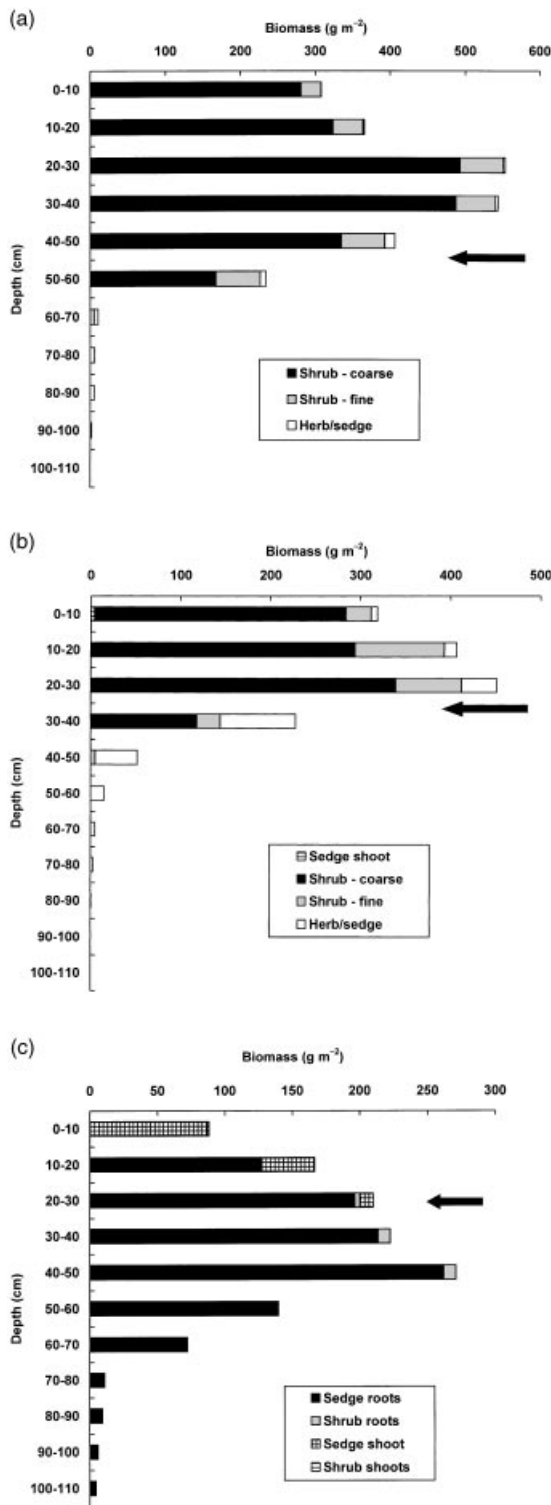 (a)
Biomass (g m⁻²)
0 100 200 300 400 500 600
Depth (cm)
0-10
10-20
20-30
30-40
40-50
50-60
60-70
70-80
80-90
90-100
100-110
Shrub - coarse
Shrub - fine
Herb/sedge
(b)
Biomass (g m⁻²)
0 100 200 300 400 500
Depth (cm)
0-10
10-20
20-30
30-40
40-50
50-60
60-70
70-80
80-90
90-100
100-110
Sedge shoot
Shrub - coarse
Shrub - fine
Herb/sedge
(c)
Biomass (g m⁻²)
0 50 100 150 200 250 300
Depth (cm)
0-10
10-20
20-30
30-40
40-50
50-60
60-70
70-80
80-90
90-100
100-110
Sedge roots
Shrub roots
Sedge shoot
Shrub shoots